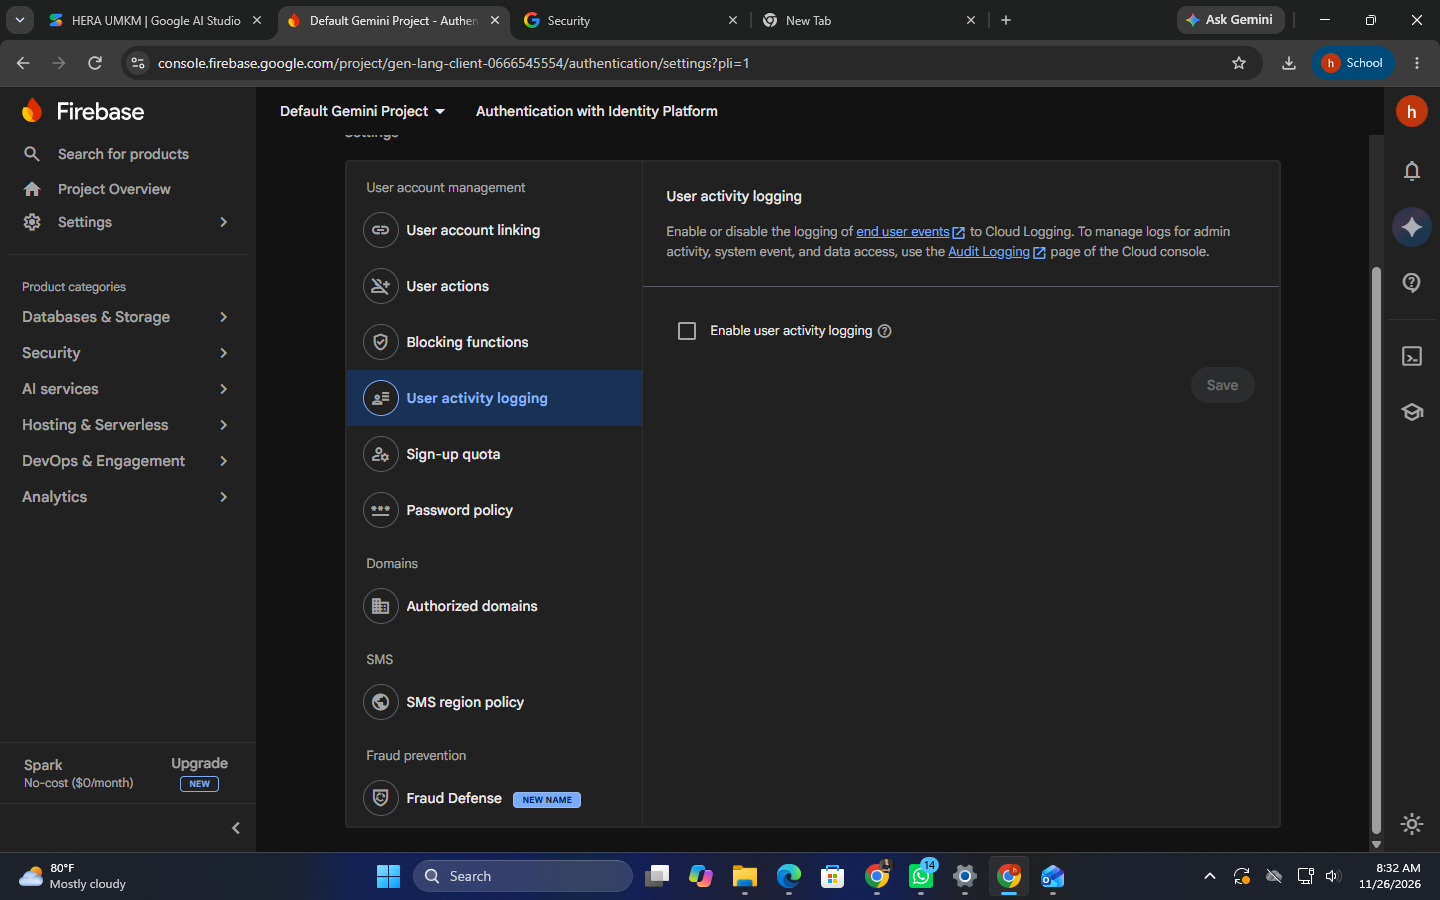 HERA UMKM | Google AI Studio
Default Gemini Project - Authen
Security
New Tab
Ask Gemini
console.firebase.google.com/project/gen-lang-client-0666545554/authentication/settings?pli=1
h School
Firebase
Default Gemini Project
Authentication with Identity Platform
h
Search for products
Project Overview
Settings
Product categories
Databases & Storage
Security
AI services
Hosting & Serverless
DevOps & Engagement
Analytics
Spark
No-cost ($0/month)
Upgrade
NEW
Settings
User account management
User account linking
User actions
Blocking functions
User activity logging
Sign-up quota
Password policy
Domains
Authorized domains
SMS
SMS region policy
Fraud prevention
Fraud Defense NEW NAME
User activity logging
Enable or disable the logging of end user events to Cloud Logging. To manage logs for admin
activity, system event, and data access, use the Audit Logging page of the Cloud console.
Enable user activity logging
Save
80°F
Mostly cloudy
Search
14
8:32 AM
11/26/2026